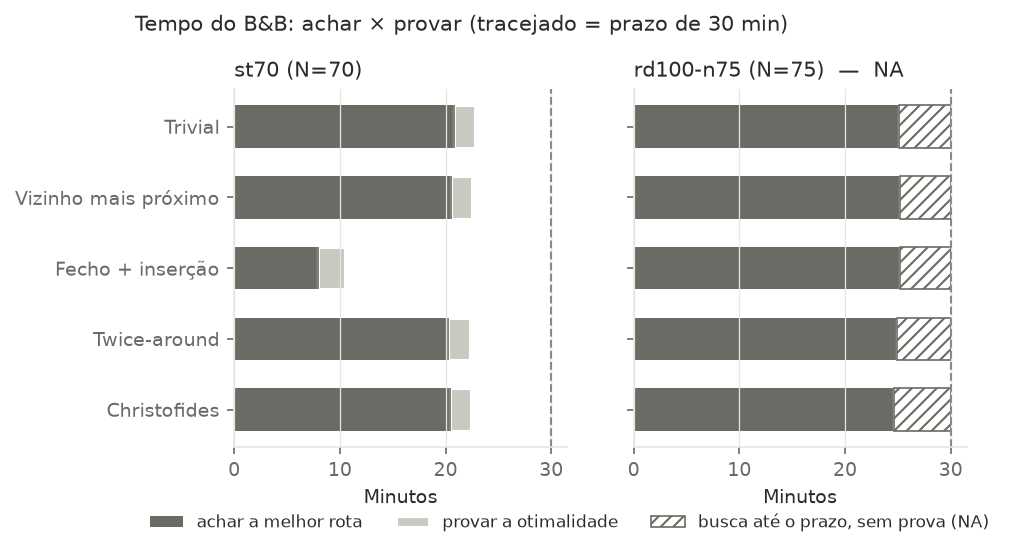 Tempo do B&B: achar × provar (tracejado = prazo de 30 min)
st70 (N=70)
rd100-n75 (N=75) — NA
Trivial
Vizinho mais próximo
Fecho + inserção
Twice-around
Christofides
0 10 20 30
0 10 20 30
Minutos
Minutos
achar a melhor rota
provar a otimalidade
busca até o prazo, sem prova (NA)